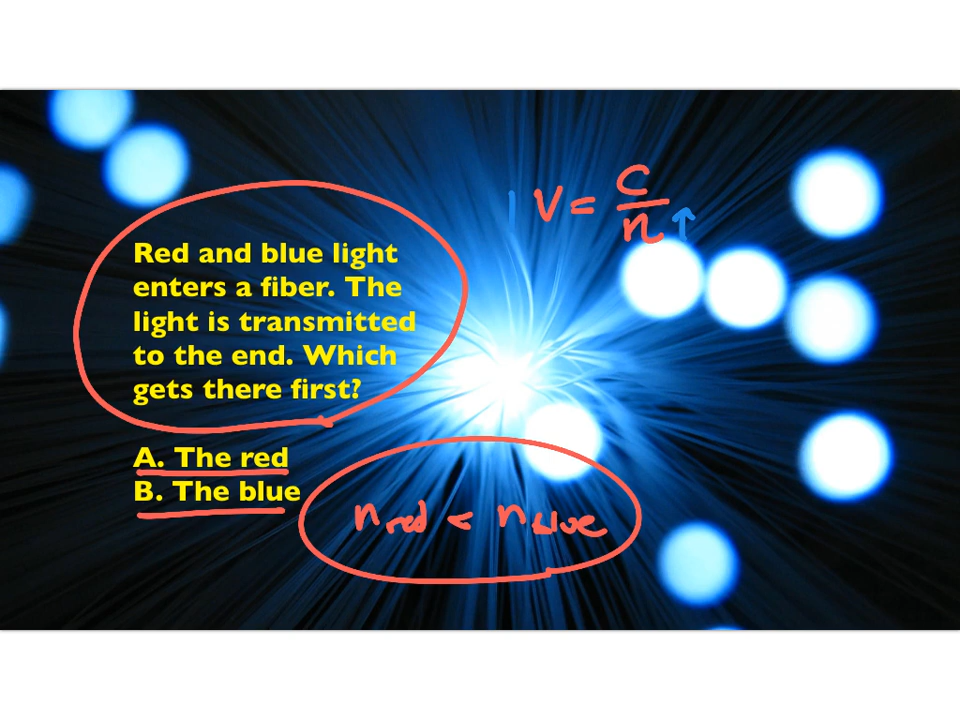 Red and blue light
enters a fiber. The
light is transmitted
to the end. Which
gets there first?
A. The red
B. The blue
V = c/n ↑
n red < n blue